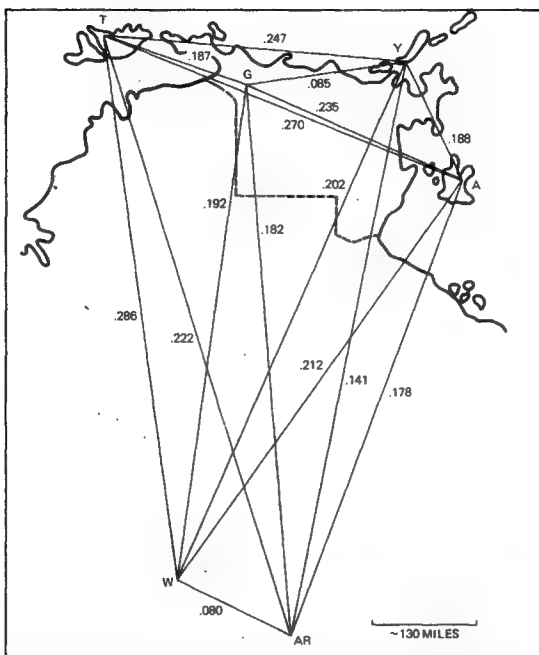 T
.247
Y
.187
G
.085
.235
.270
.188
A
.192
.202
.182
.286
.222
.212
.141
.178
W
.080
AR
~130 MILES